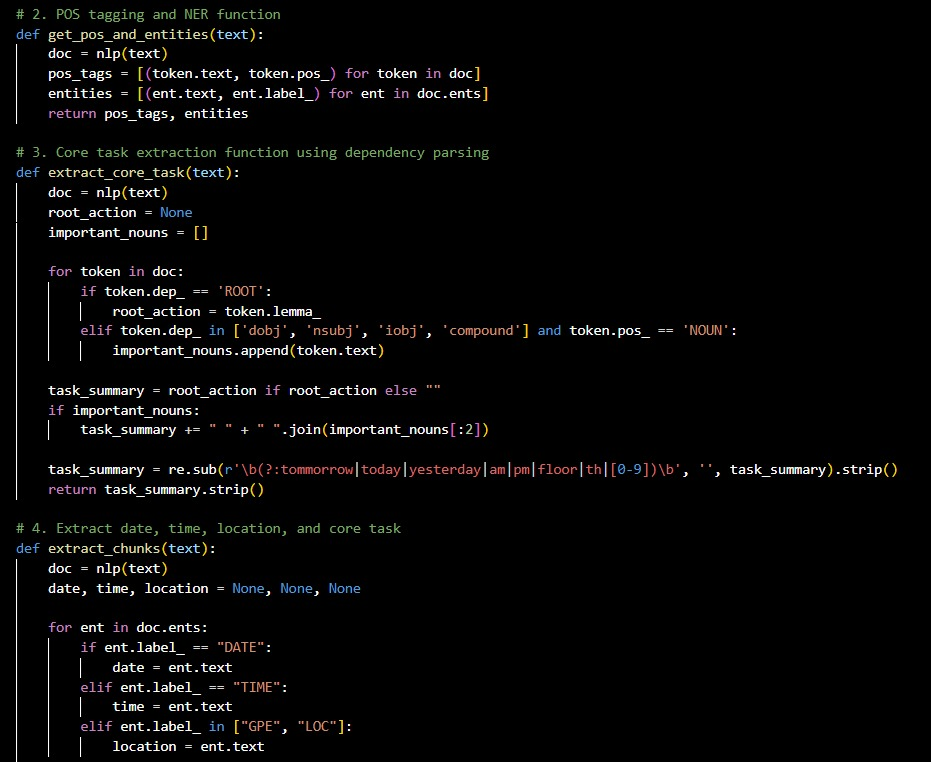 # 2. POS tagging and NER function
def get_pos_and_entities(text):
    doc = nlp(text)
    pos_tags = [(token.text, token.pos_) for token in doc]
    entities = [(ent.text, ent.label_) for ent in doc.ents]
    return pos_tags, entities

# 3. Core task extraction function using dependency parsing
def extract_core_task(text):
    doc = nlp(text)
    root_action = None
    important_nouns = []

    for token in doc:
        if token.dep_ == 'ROOT':
            root_action = token.lemma_
        elif token.dep_ in ['dobj', 'nsubj', 'iobj', 'compound'] and token.pos_ == 'NOUN':
            important_nouns.append(token.text)

    task_summary = root_action if root_action else ""
    if important_nouns:
        task_summary += " " + " ".join(important_nouns[:2])

    task_summary = re.sub(r'\b(?:tommorrow|today|yesterday|am|pm|floor|th|[0-9])\b', '', task_summary).strip()
    return task_summary.strip()

# 4. Extract date, time, location, and core task
def extract_chunks(text):
    doc = nlp(text)
    date, time, location = None, None, None

    for ent in doc.ents:
        if ent.label_ == "DATE":
            date = ent.text
        elif ent.label_ == "TIME":
            time = ent.text
        elif ent.label_ in ["GPE", "LOC"]:
            location = ent.text